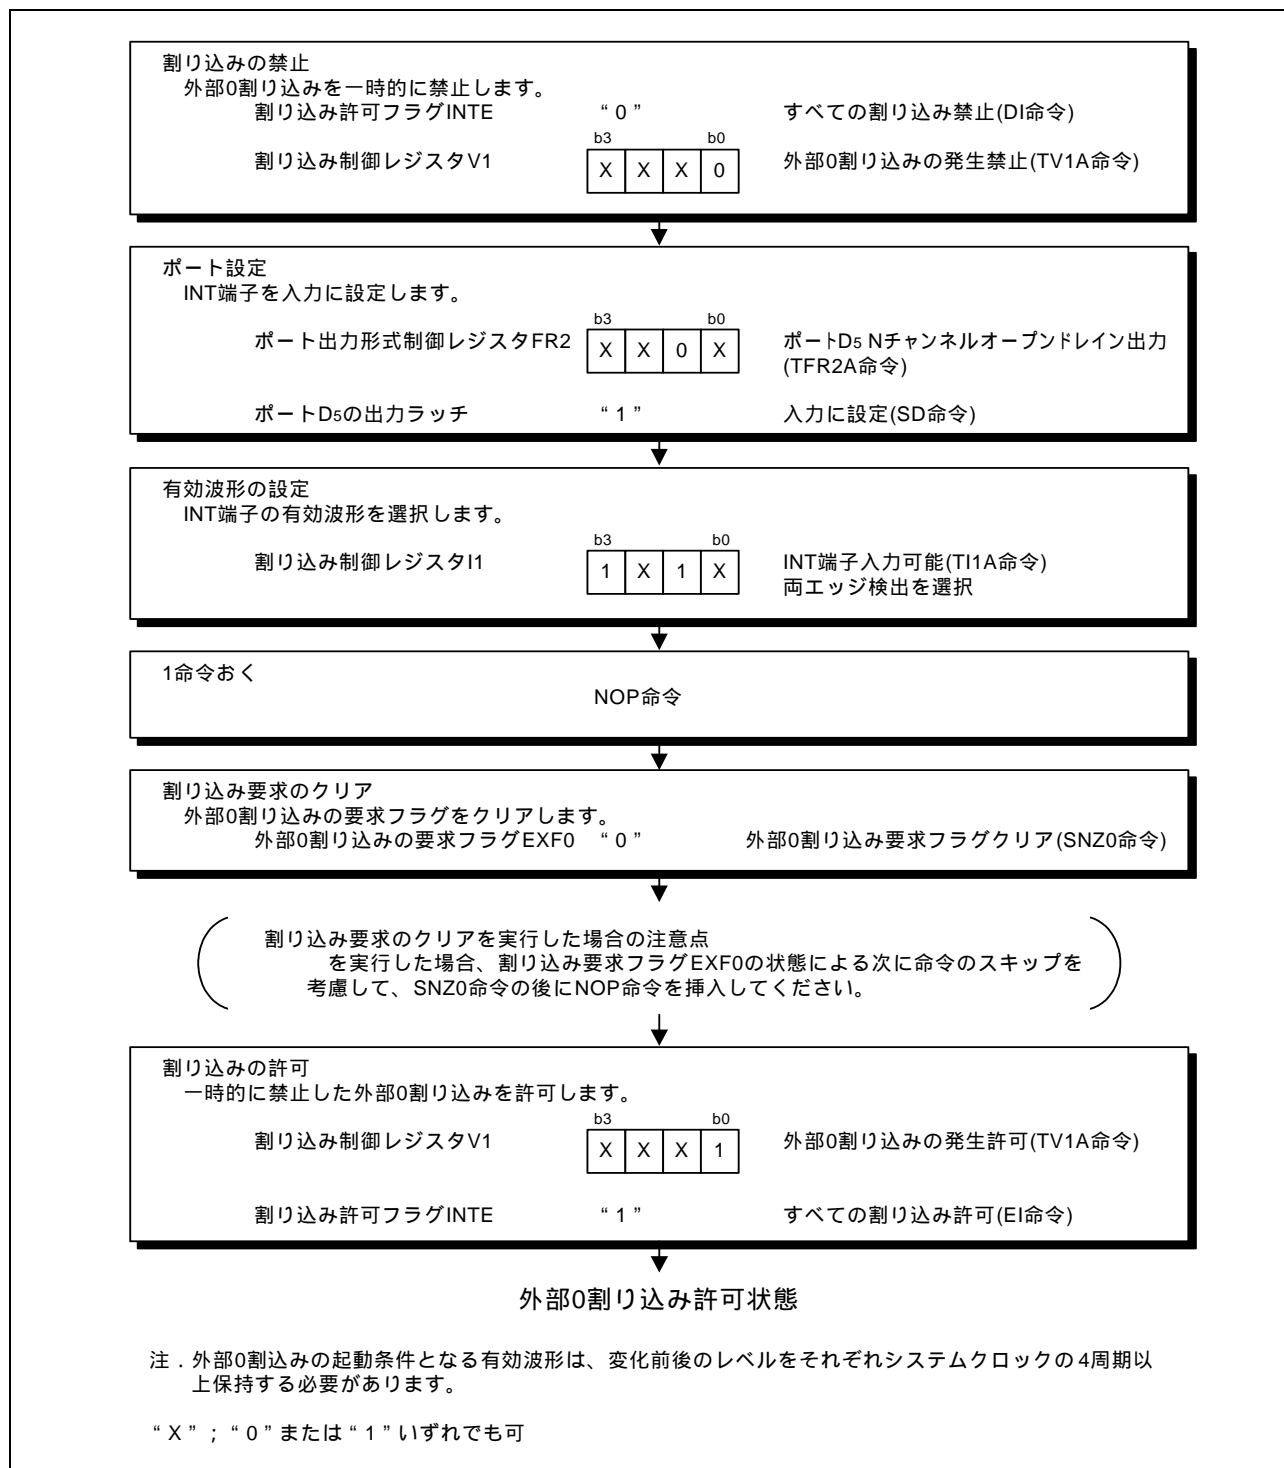 割り込みの禁止
外部0割り込みを一時的に禁止します。
割り込み許可フラグINTE “0” すべての割り込み禁止(DI命令)
b3 b0
割り込み制御レジスタV1 X X X 0 外部0割り込みの発生禁止(TV1A命令)
ポート設定
INT端子を入力に設定します。
b3 b0
ポート出力形式制御レジスタFR2 X X 0 X ポートD5 Nチャンネルオープンドレイン出力
(TFR2A命令)
ポートD5の出力ラッチ “1” 入力に設定(SD命令)
有効波形の設定
INT端子の有効波形を選択します。
b3 b0
割り込み制御レジスタI1 1 X 1 X INT端子入力可能(TI1A命令)
両エッジ検出を選択
1命令おく
NOP命令
割り込み要求のクリア
外部0割り込みの要求フラグをクリアします。
外部0割り込みの要求フラグEXF0 “0” 外部0割り込み要求フラグクリア(SNZ0命令)
割り込み要求のクリアを実行した場合の注意点
を実行した場合、割り込み要求フラグEXF0の状態による次に命令のスキップを
考慮して、SNZ0命令の後にNOP命令を挿入してください。
割り込みの許可
一時的に禁止した外部0割り込みを許可します。
b3 b0
割り込み制御レジスタV1 X X X 1 外部0割り込みの発生許可(TV1A命令)
割り込み許可フラグINTE “1” すべての割り込み許可(EI命令)
外部0割り込み許可状態
注．外部0割込みの起動条件となる有効波形は、変化前後のレベルをそれぞれシステムクロックの4周期以
上保持する必要があります。
“X”；“0”または“1”いずれでも可